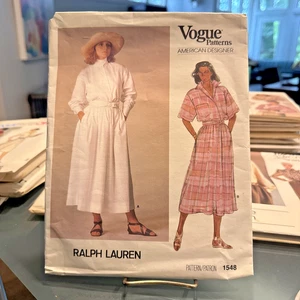 Vogue
Patterns
AMERICAN DESIGNER
RALPH LAUREN
PATTERN/PATRON 1548